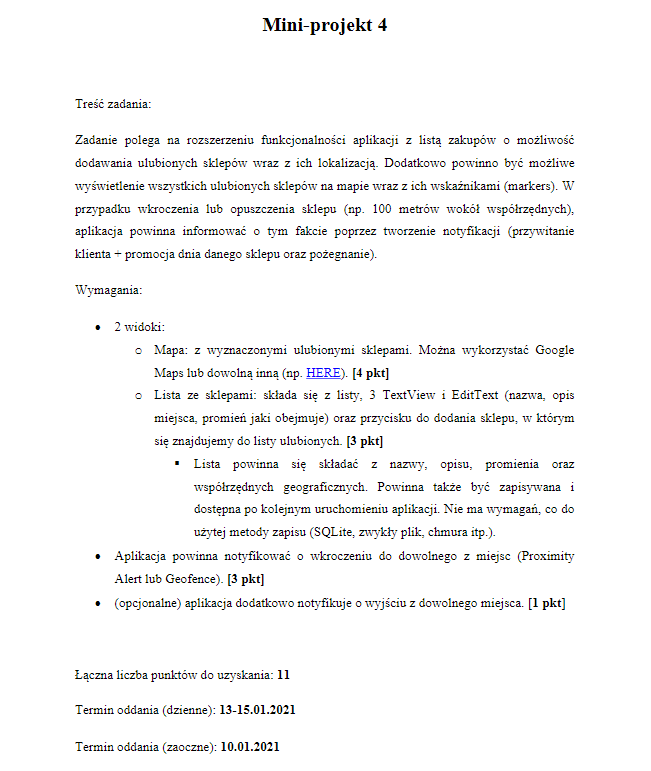 Mini-projekt 4
Treść zadania:
Zadanie polega na rozszerzeniu funkcjonalności aplikacji z listą zakupów o możliwość
dodawania ulubionych sklepów wraz z ich lokalizacją. Dodatkowo powinno być możliwe
wyświetlenie wszystkich ulubionych sklepów na mapie wraz z ich wskaźnikami (markers). W
przypadku wkroczenia lub opuszczenia sklepu (np. 100 metrów wokół współrzędnych),
aplikacja powinna informować o tym fakcie poprzez tworzenie notyfikacji (przywitanie
klienta + promocja dnia danego sklepu oraz pożegnanie).
Wymagania:
• 2 widoki:
o Mapa: z wyznaczonymi ulubionymi sklepami. Można wykorzystać Google
Maps lub dowolną inną (np. HERE). [4 pkt]
o Lista ze sklepami: składa się z listy, 3 TextView i EditText (nazwa, opis
miejsca, promień jaki obejmuje) oraz przycisku do dodania sklepu, w którym
się znajdujemy do listy ulubionych. [3 pkt]
▪ Lista powinna się składać z nazwy, opisu, promienia oraz
współrzędnych geograficznych. Powinna także być zapisywana i
dostępna po kolejnym uruchomieniu aplikacji. Nie ma wymagań, co do
użytej metody zapisu (SQLite, zwykły plik, chmura itp.).
• Aplikacja powinna notyfikować o wkroczeniu do dowolnego z miejsc (Proximity
Alert lub Geofence). [3 pkt]
• (opcjonalne) aplikacja dodatkowo notyfikuje o wyjściu z dowolnego miejsca. [1 pkt]
Łączna liczba punktów do uzyskania: 11
Termin oddania (dzienne): 13-15.01.2021
Termin oddania (zaoczne): 10.01.2021